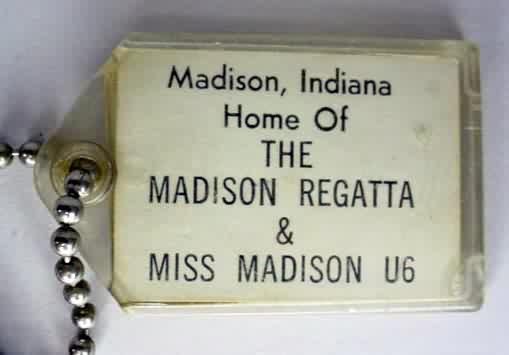 Madison, Indiana
Home Of
THE
MADISON REGATTA
&
MISS MADISON U6